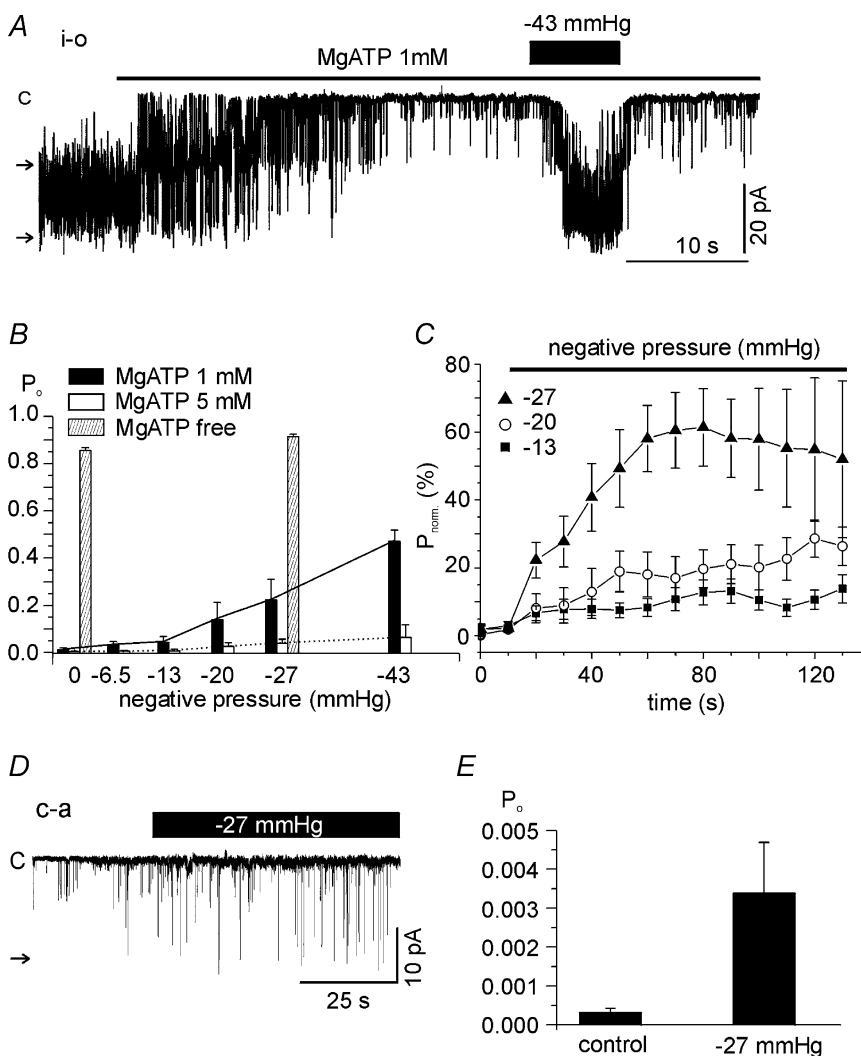 A
i-o
-43 mmHg
MgATP 1mM
C
→
→
20 pA
10 s
B
P₀
MgATP 1 mM
MgATP 5 mM
MgATP free
1.0
0.8
0.6
0.4
0.2
0.0
0 -6.5 -13 -20 -27 -43
negative pressure (mmHg)
C
negative pressure (mmHg)
80
60
40
20
0
-27
-20
-13
Pnorm. (%)
0 40 80 120
time (s)
D
c-a
-27 mmHg
C
→
10 pA
25 s
E
P₀
0.005
0.004
0.003
0.002
0.001
0.000
control -27 mmHg